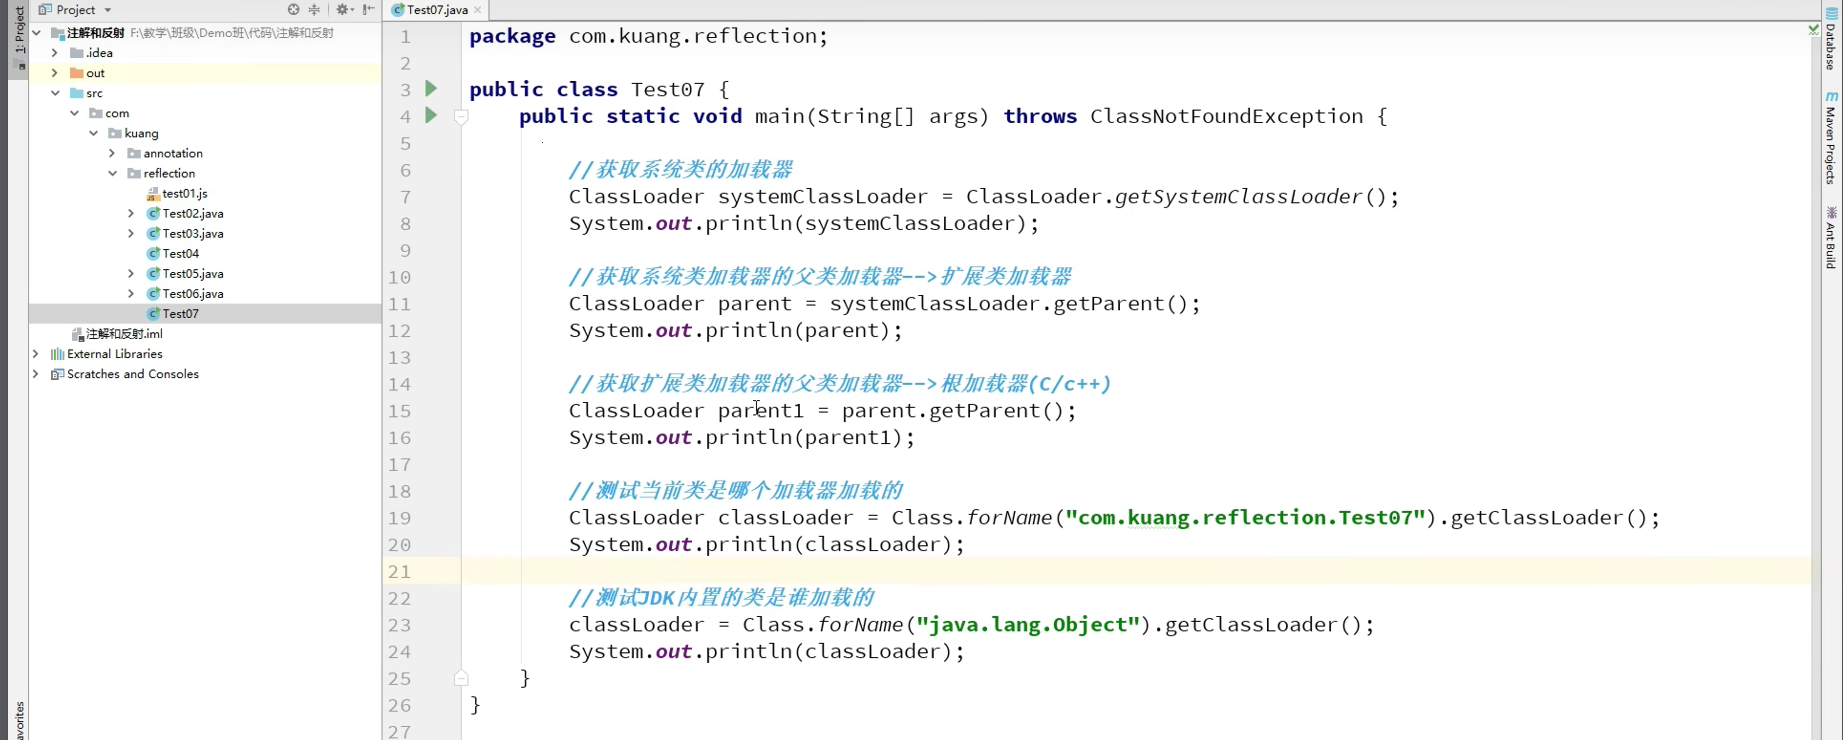 1: Project
Project
注解和反射 F:\教学\班级\Demo班\代码\注解和反射
.idea
out
src
com
kuang
annotation
reflection
test01.js
Test02.java
Test03.java
Test04
Test05.java
Test06.java
Test07
注解和反射.iml
External Libraries
Scratches and Consoles
Test07.java
1 package com.kuang.reflection;
2
3 public class Test07 {
4 public static void main(String[] args) throws ClassNotFoundException {
5
6 //获取系统类的加载器
7 ClassLoader systemClassLoader = ClassLoader.getSystemClassLoader();
8 System.out.println(systemClassLoader);
9
10 //获取系统类加载器的父类加载器-->扩展类加载器
11 ClassLoader parent = systemClassLoader.getParent();
12 System.out.println(parent);
13
14 //获取扩展类加载器的父类加载器-->根加载器(C/c++)
15 ClassLoader parent1 = parent.getParent();
16 System.out.println(parent1);
17
18 //测试当前类是哪个加载器加载的
19 ClassLoader classLoader = Class.forName("com.kuang.reflection.Test07").getClassLoader();
20 System.out.println(classLoader);
21
22 //测试JDK内置的类是谁加载的
23 classLoader = Class.forName("java.lang.Object").getClassLoader();
24 System.out.println(classLoader);
25 }
26 }
27
Database
Maven Projects
Ant Build
avorites